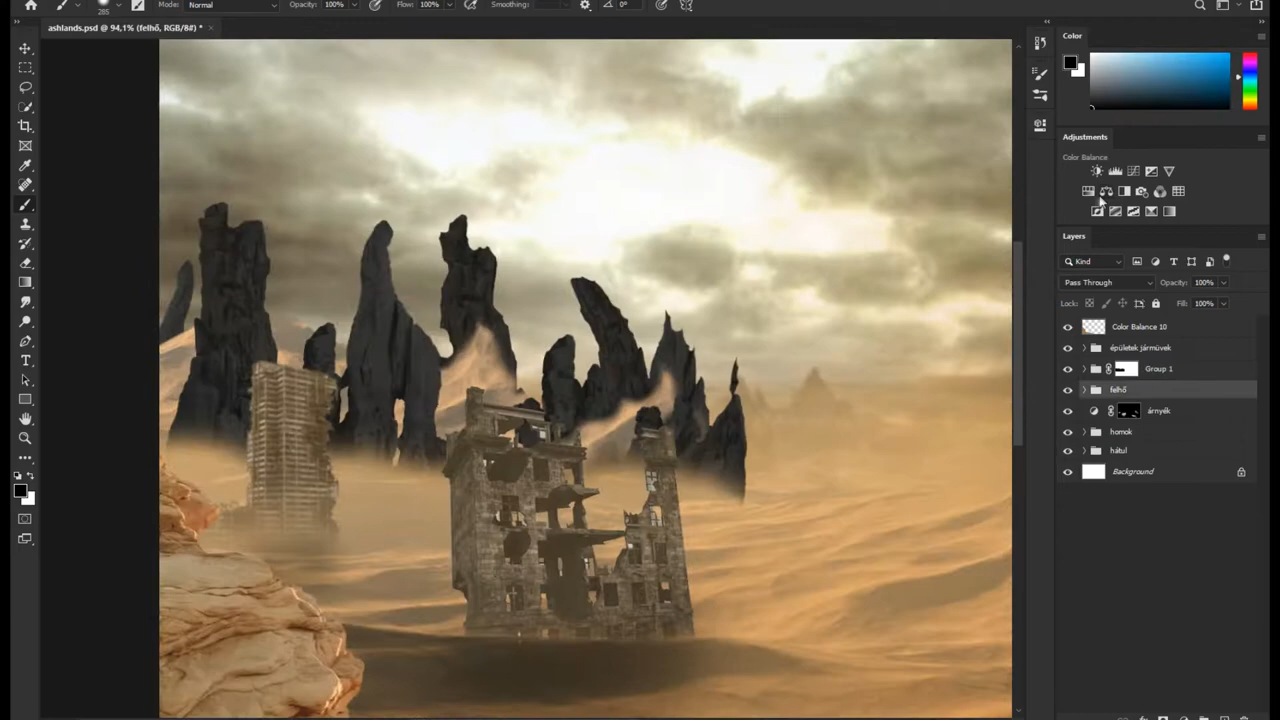 285
Mode: Normal
Opacity: 100%
Flow: 100%
Smoothing:
0°
ashlands.psd @ 94,1% (felhő, RGB/8#) *
Color
Adjustments
Color Balance
Layers
Kind
Pass Through
Opacity: 100%
Lock:
Fill: 100%
Color Balance 10
épületek járművek
Group 1
felhő
árnyék
homok
hátul
Background